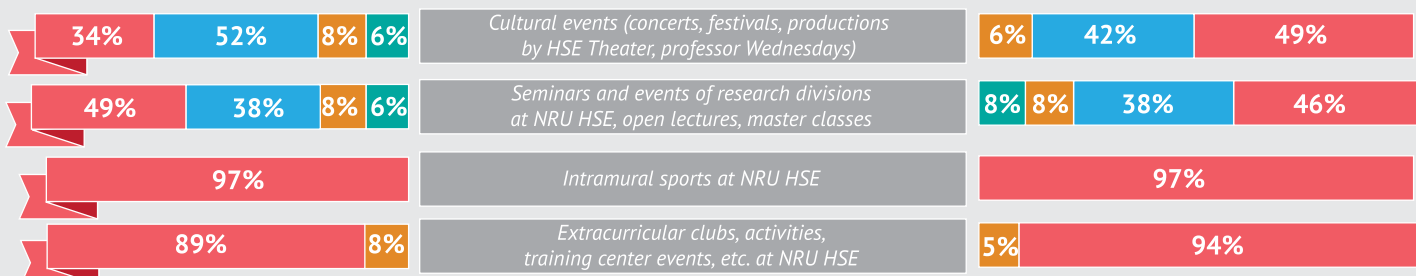 34% 52% 8% 6% Cultural events (concerts, festivals, productions 6% 42% 49%
by HSE Theater, professor Wednesdays)
49% 38% 8% 6% Seminars and events of research divisions 8% 8% 38% 46%
at NRU HSE, open lectures, master classes
97% Intramural sports at NRU HSE 97%
89% 8% Extracurricular clubs, activities, 5% 94%
training center events, etc. at NRU HSE